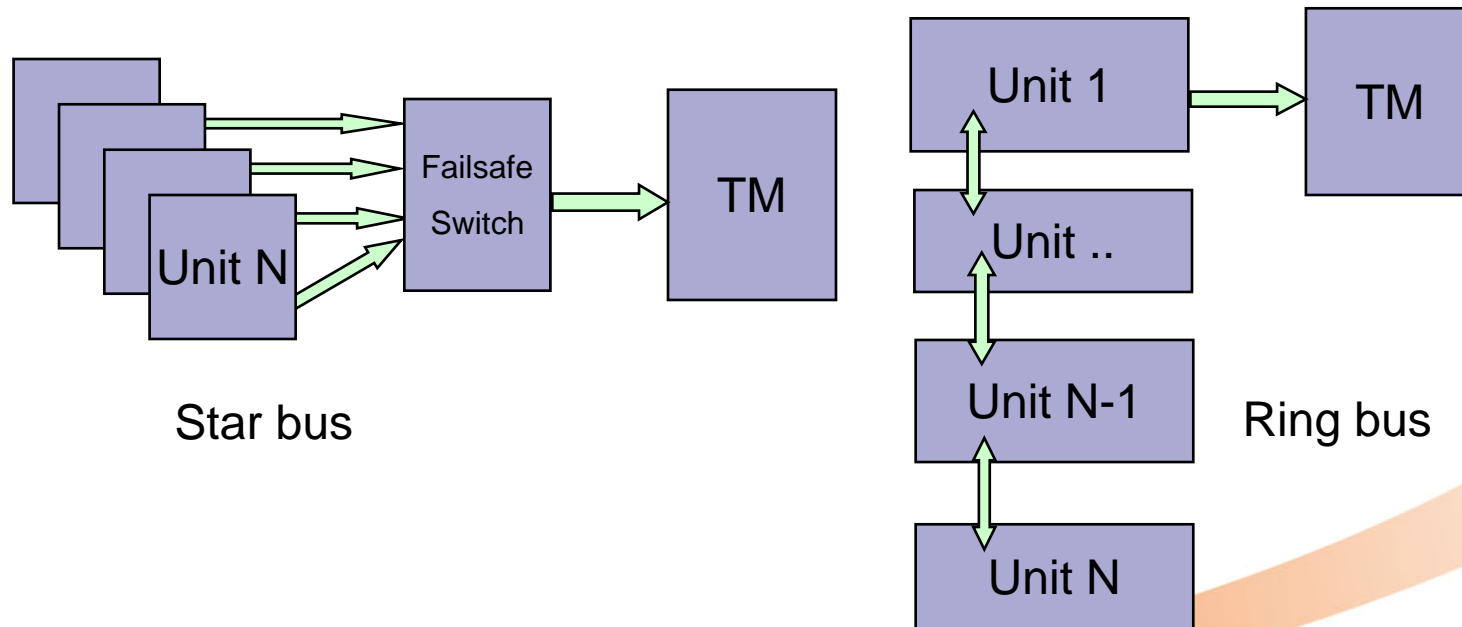 Unit N
Failsafe
Switch
TM
Star bus
Unit 1
TM
Unit ..
Unit N-1
Unit N
Ring bus